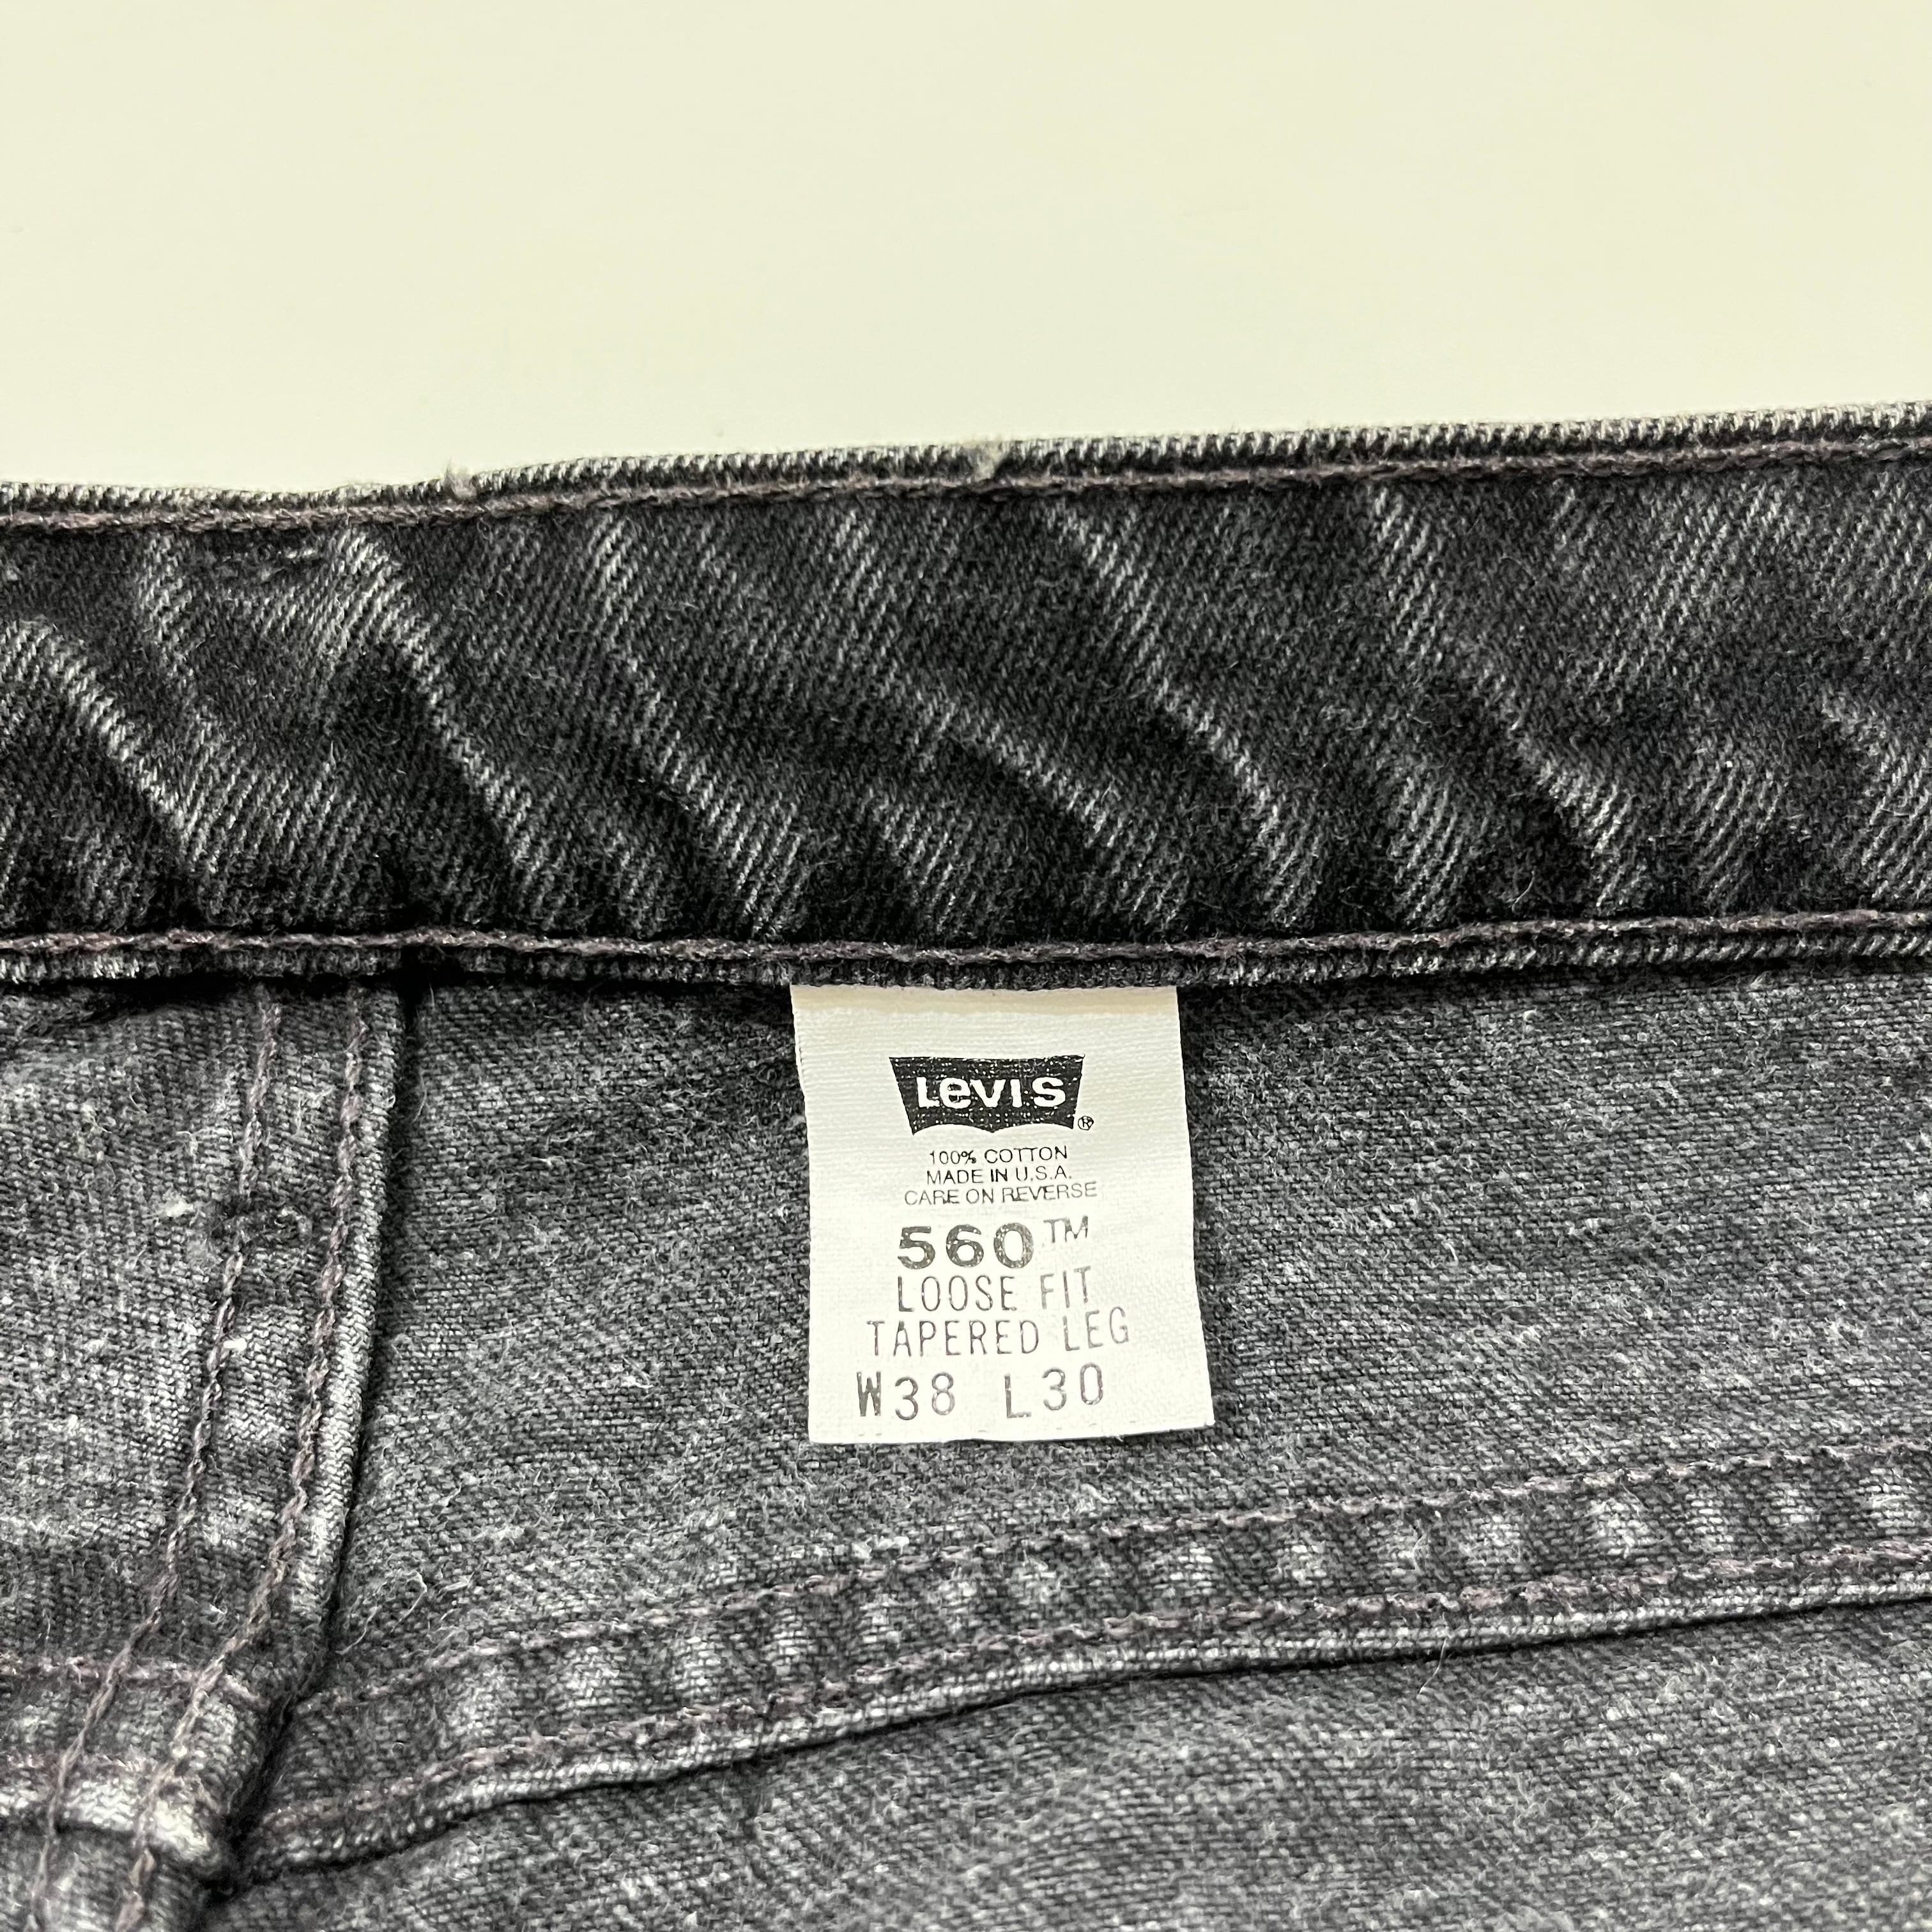 LEVI'S
®
100% COTTON
MADE IN U.S.A.
CARE ON REVERSE
560™
LOOSE FIT
TAPERED LEG
W38 L30